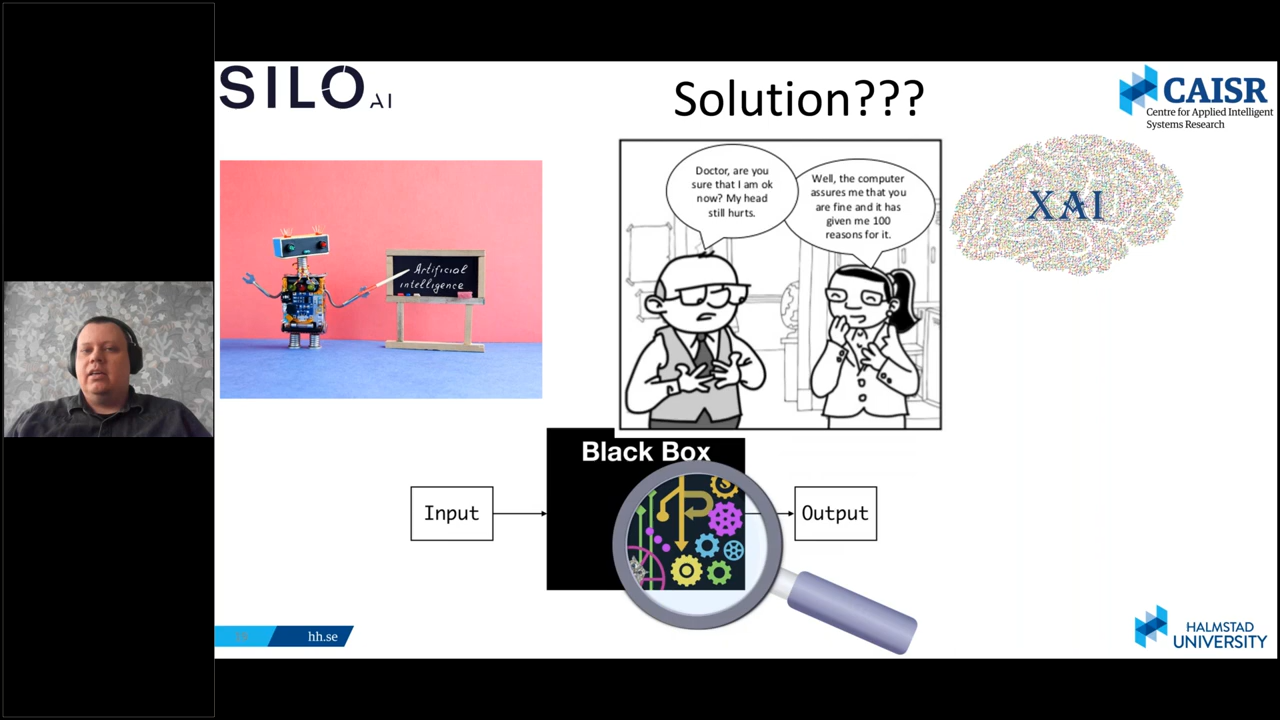 SILO AI
Solution???
CAISR
Centre for Applied Intelligent
Systems Research
Doctor, are you
sure that I am ok
now? My head
still hurts.
Well, the computer
assures me that you
are fine and it has
given me 100
reasons for it.
XAI
Artificial
intelligence
Black Box
Input
Output
hh.se
HALMSTAD
UNIVERSITY